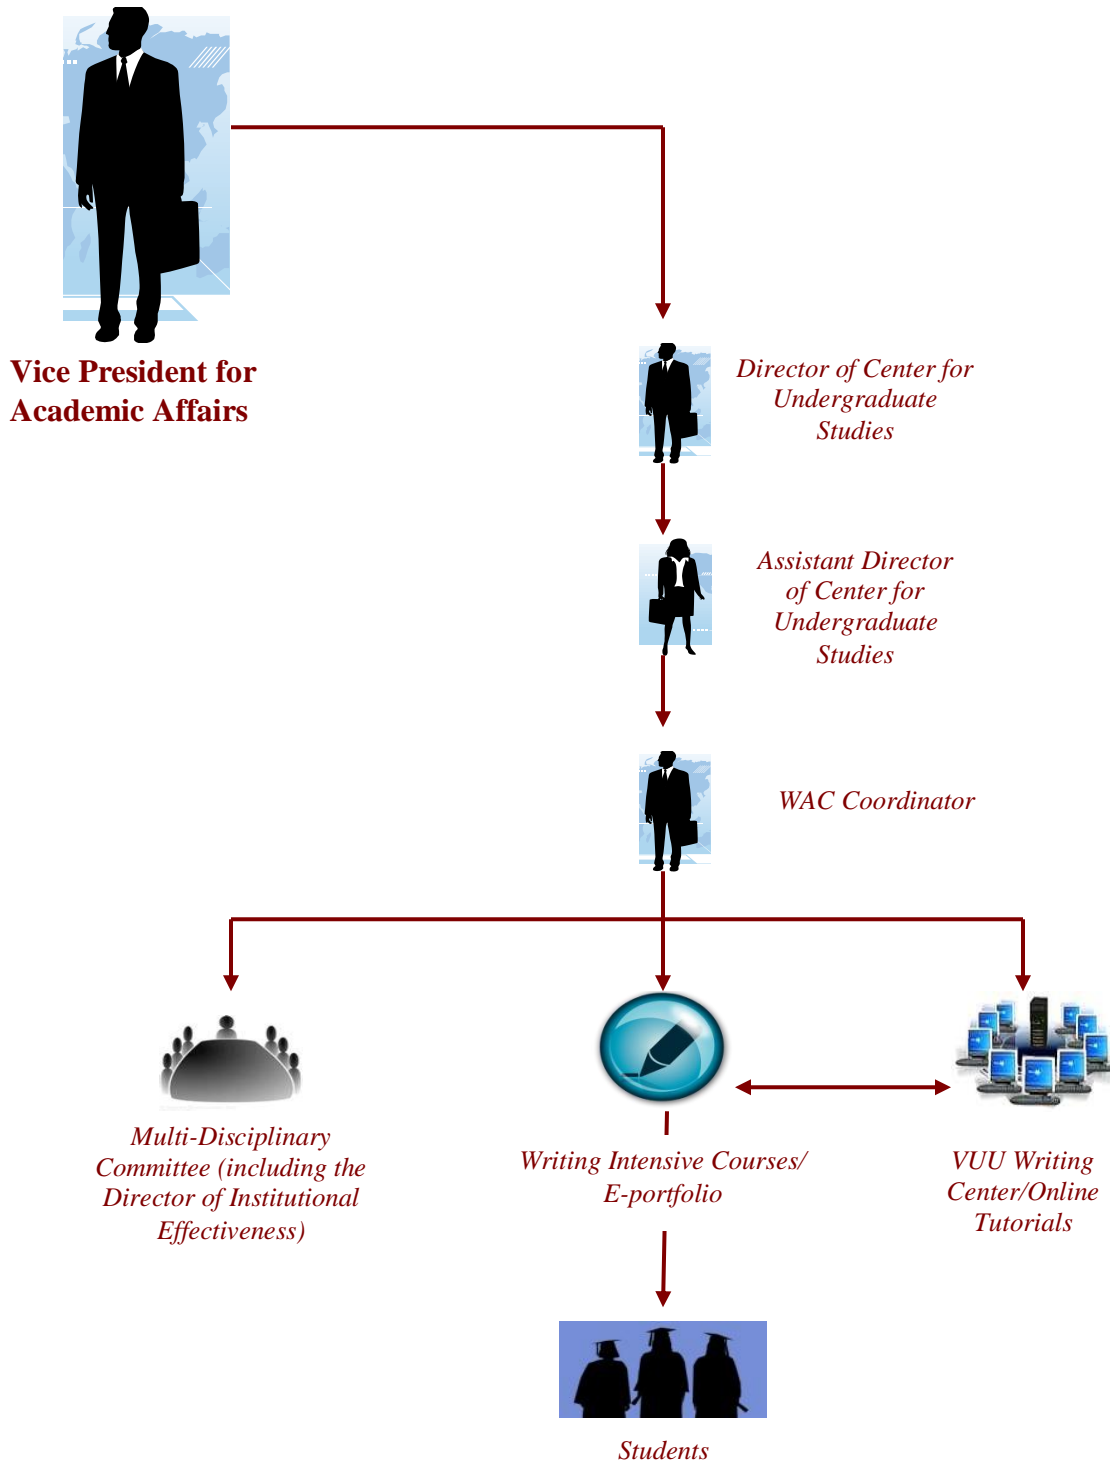 Vice President for
Academic Affairs
Director of Center for
Undergraduate
Studies
Assistant Director
of Center for
Undergraduate
Studies
WAC Coordinator
Multi-Disciplinary
Committee (including the
Director of Institutional
Effectiveness)
Writing Intensive Courses/
E-portfolio
VUU Writing
Center/Online
Tutorials
Students